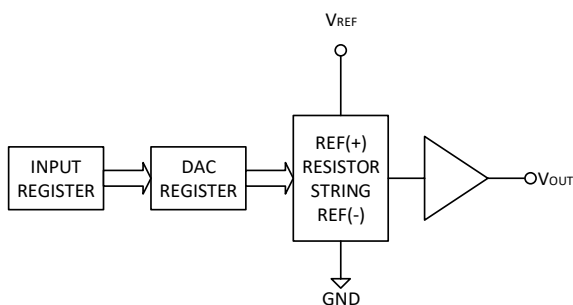 VREF
INPUT
REGISTER
DAC
REGISTER
REF(+)
RESISTOR
STRING
REF(-)
VOUT
GND